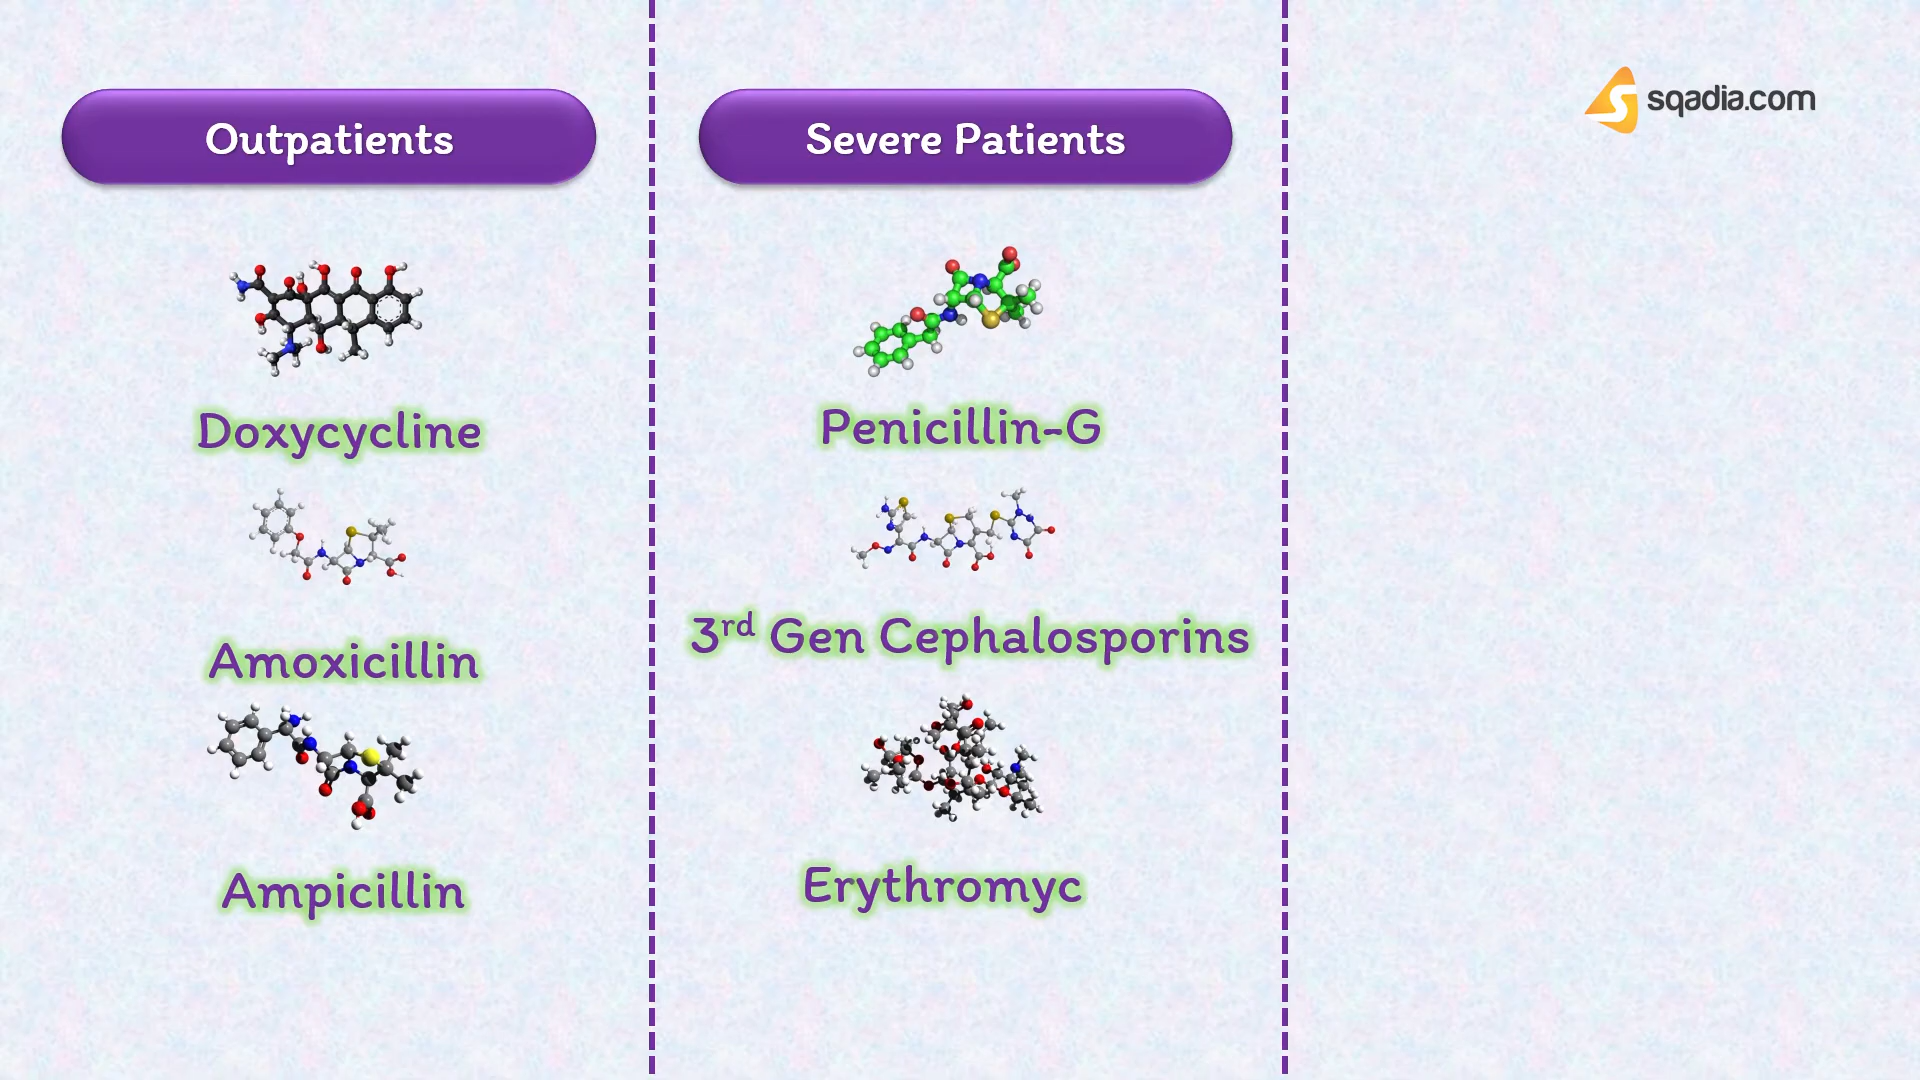 Outpatients
Doxycycline
Amoxicillin
Ampicillin
Severe Patients
Penicillin-G
3rd Gen Cephalosporins
Erythromyc
sqadia.com